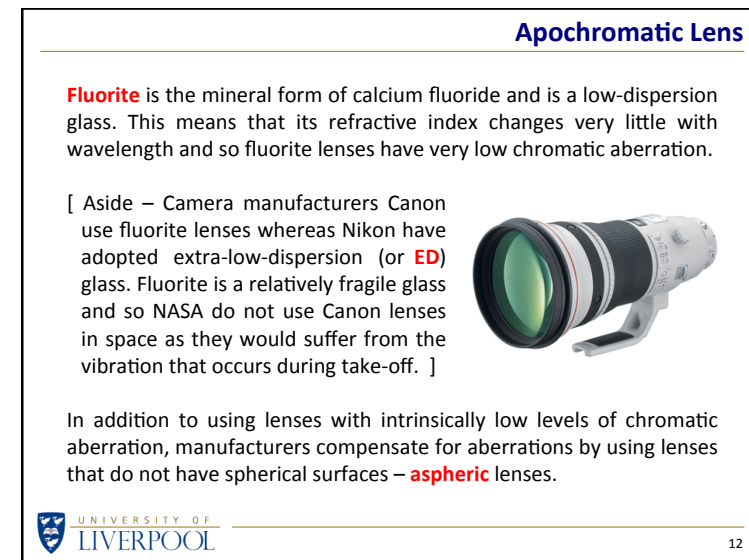 Apochromatic Lens
Fluorite is the mineral form of calcium fluoride and is a low-dispersion
glass. This means that its refractive index changes very little with
wavelength and so fluorite lenses have very low chromatic aberration.
[ Aside – Camera manufacturers Canon
use fluorite lenses whereas Nikon have
adopted extra-low-dispersion (or ED)
glass. Fluorite is a relatively fragile glass
and so NASA do not use Canon lenses
in space as they would suffer from the
vibration that occurs during take-off. ]
In addition to using lenses with intrinsically low levels of chromatic
aberration, manufacturers compensate for aberrations by using lenses
that do not have spherical surfaces – aspheric lenses.
UNIVERSITY OF
LIVERPOOL
12